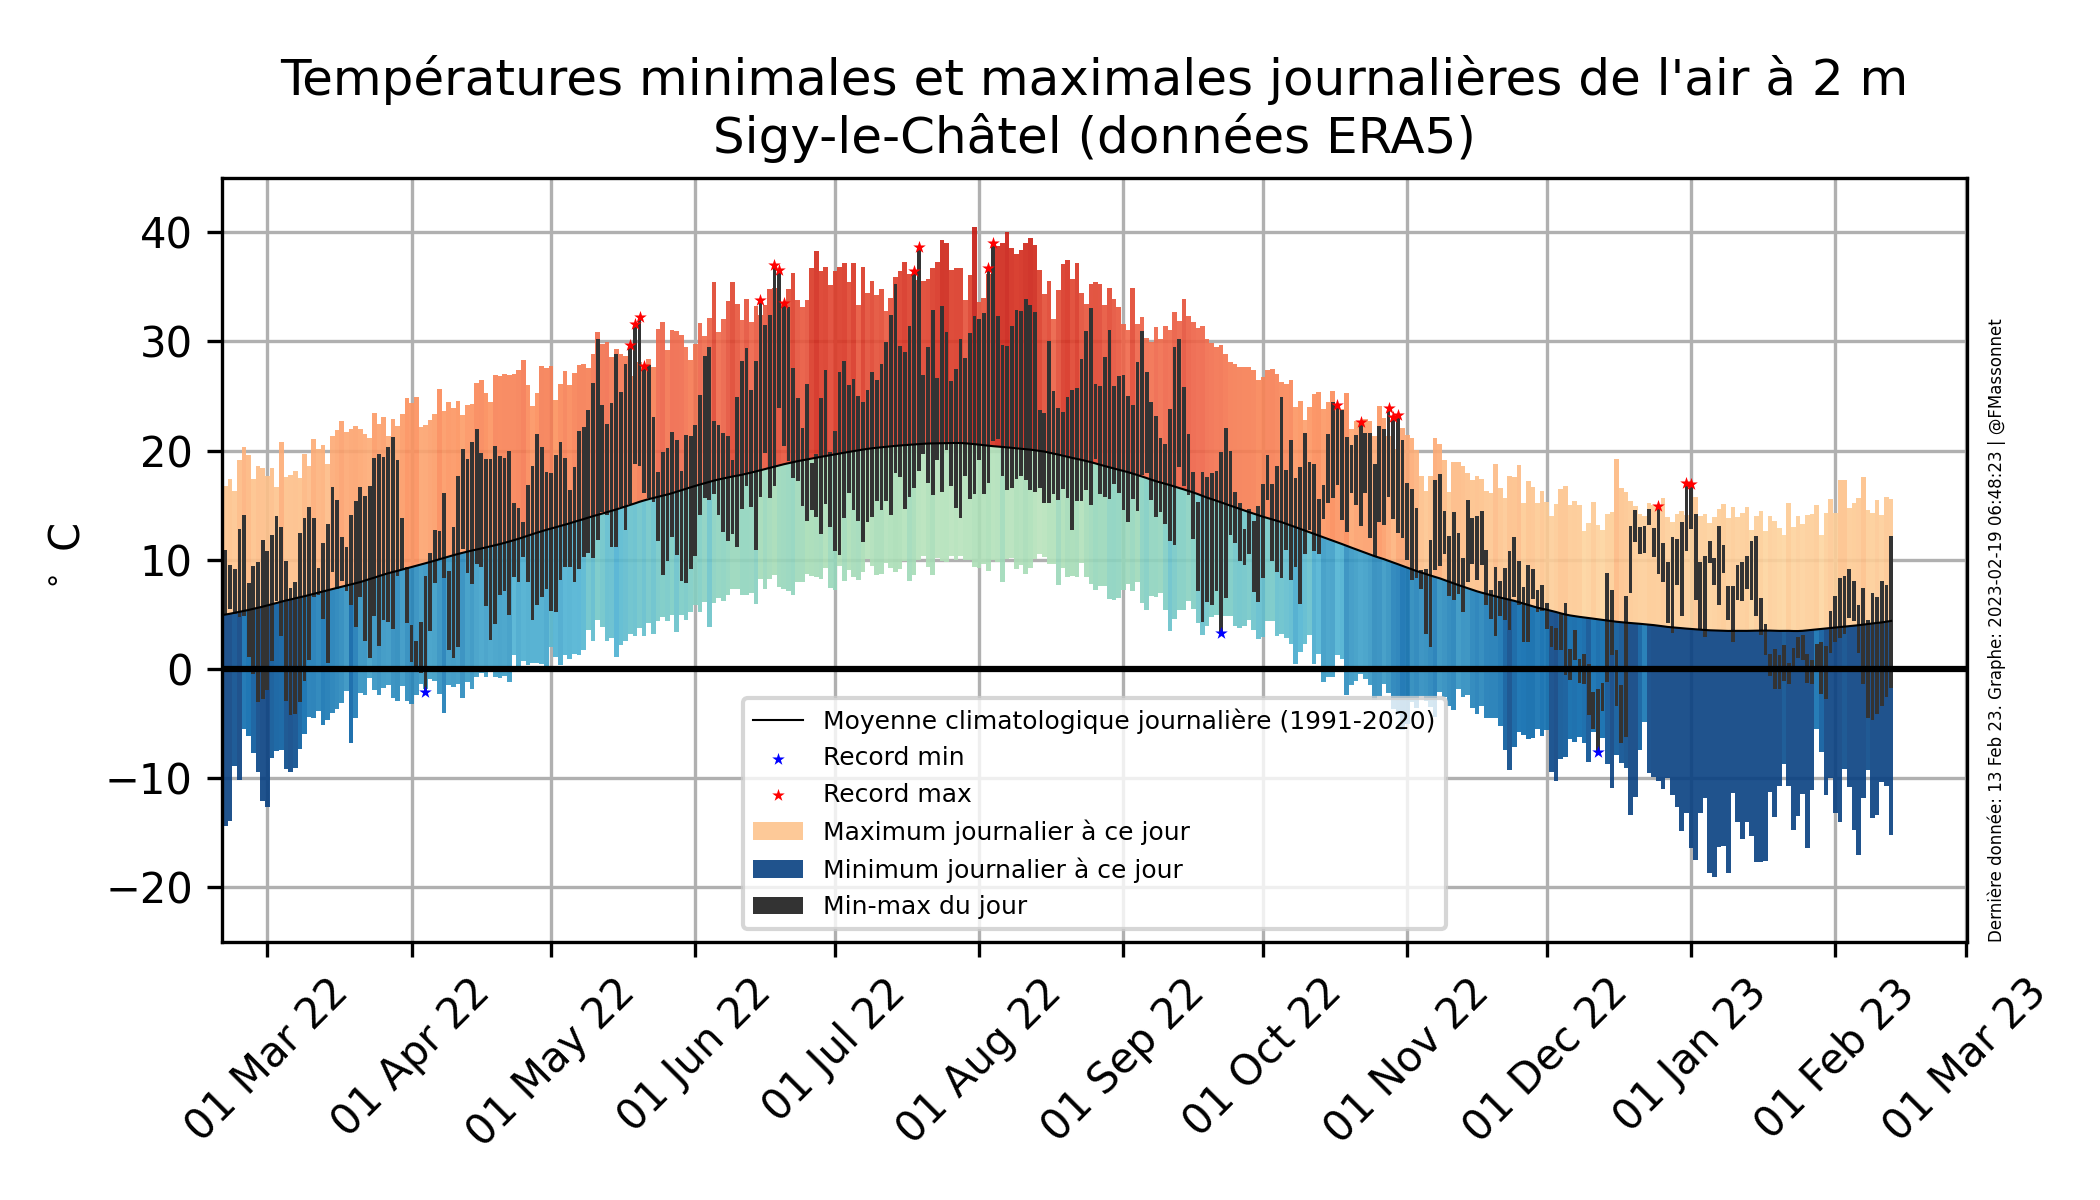 Températures minimales et maximales journalières de l'air à 2 m
Sigy-le-Châtel (données ERA5)
° C
40
30
20
10
0
−10
−20
Moyenne climatologique journalière (1991-2020)
Record min
Record max
Maximum journalier à ce jour
Minimum journalier à ce jour
Min-max du jour
01 Mar 22
01 Apr 22
01 May 22
01 Jun 22
01 Jul 22
01 Aug 22
01 Sep 22
01 Oct 22
01 Nov 22
01 Dec 22
01 Jan 23
01 Feb 23
01 Mar 23
Dernière donnée: 13 Feb 23. Graphe: 2023-02-19 06:48:23 | @FMassonnet